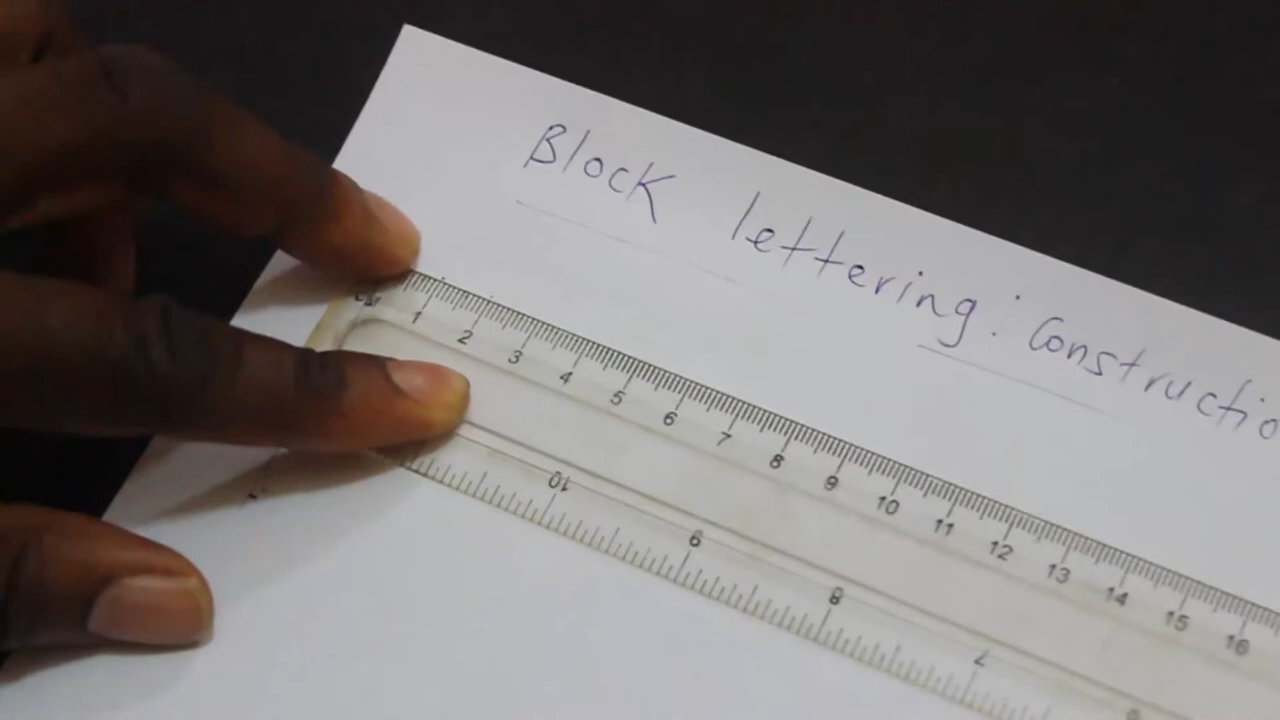 Block lettering: Constructio
cm
1 2 3 4 5 6 7 8 9 10 11 12 13 14 15 16
10 9 8 7